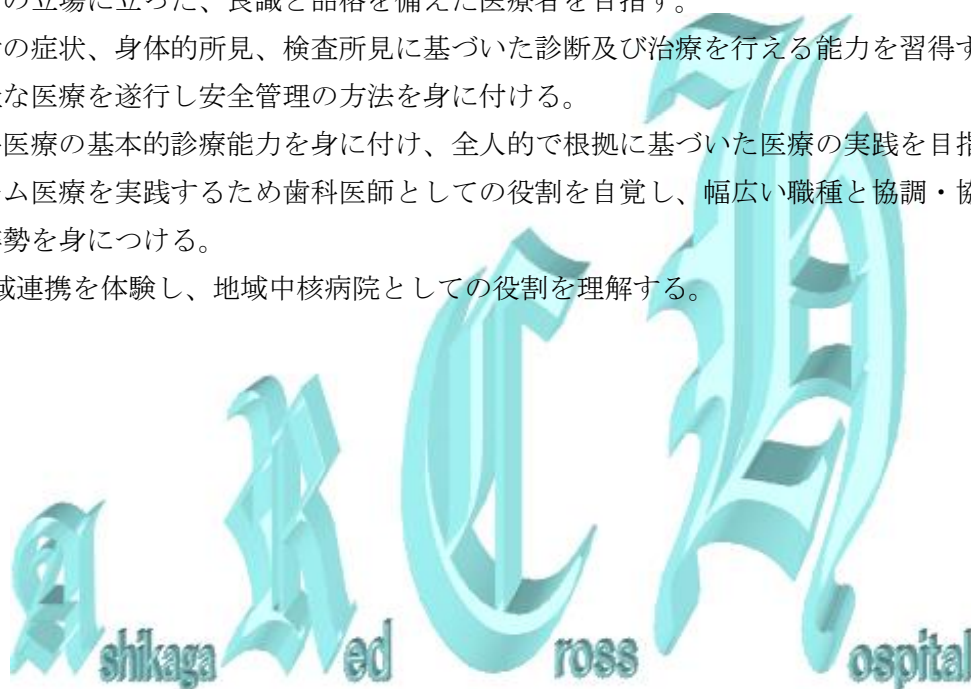 の立場に立った、良識と品格を備えた医療者を目指す。
の症状、身体的所見、検査所見に基づいた診断及び治療を行える能力を習得す
な医療を遂行し安全管理の方法を身に付ける。
医療の基本的診療能力を身に付け、全人的で根拠に基づいた医療の実践を目指
ム医療を実践するため歯科医師としての役割を自覚し、幅広い職種と協調・協
勢を身につける。
域連携を体験し、地域中核病院としての役割を理解する。
Ashikaga Red Cross Hospital